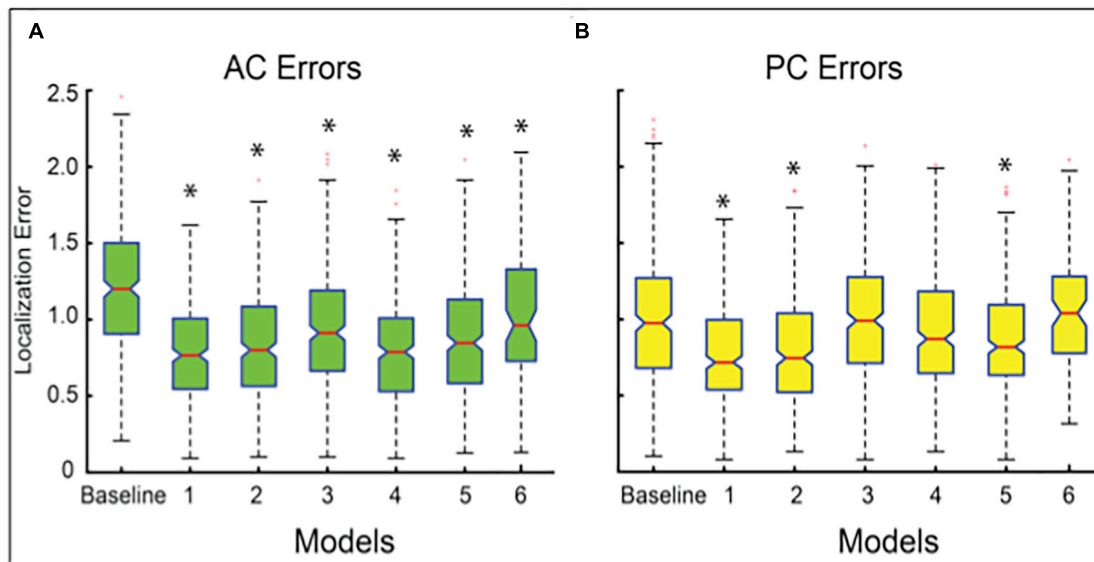 A
B
AC Errors
PC Errors
Localization Error
2.5
2.0
1.5
1.0
0.5
0
* * * * * *
* * *
Baseline 1 2 3 4 5 6
Baseline 1 2 3 4 5 6
Models
Models